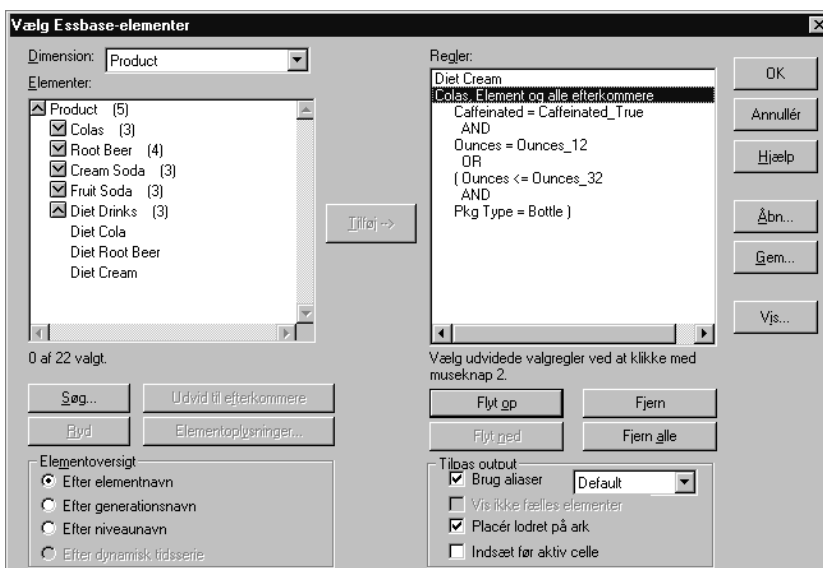 Vælg Essbase-elementer
Dimension: Product
Elementer:
Product (5)
Colas (3)
Root Beer (4)
Cream Soda (3)
Fruit Soda (3)
Diet Drinks (3)
Diet Cola
Diet Root Beer
Diet Cream
0 af 22 valgt.
Søg...
Udvid til efterkommere
Ryd
Elementoplysninger...
Elementoversigt
Efter elementnavn
Efter generationsnavn
Efter niveaunavn
Efter dynamisk tidsserie
Tilføj -->
Regler:
Diet Cream
Colas, Element og alle efterkommere
Caffeinated = Caffeinated_True
AND
Ounces = Ounces_12
OR
( Ounces <= Ounces_32
AND
Pkg Type = Bottle )
Vælg udvidede valgregler ved at klikke med
museknap 2.
Flyt op
Fjern
Flyt ned
Fjern alle
Tilpas output
Brug aliaser
Default
Vis ikke fælles elementer
Placér lodret på ark
Indsæt før aktiv celle
OK
Annullér
Hjælp
Åbn...
Gem...
Vis...